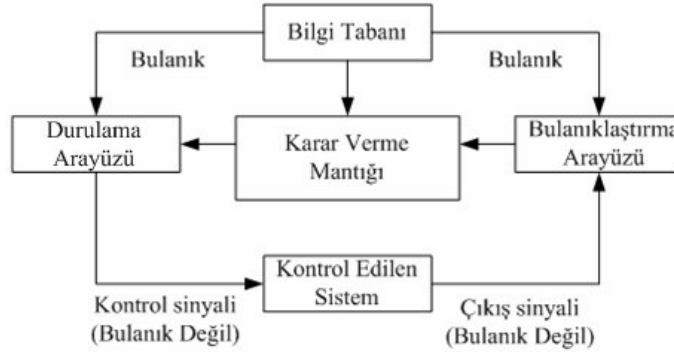 Bilgi Tabanı
Bulanık
Bulanık
Durulama
Arayüzü
Karar Verme
Mantığı
Bulanıklaştırma
Arayüzü
Kontrol Edilen
Sistem
Kontrol sinyali
(Bulanık Değil)
Çıkış sinyali
(Bulanık Değil)